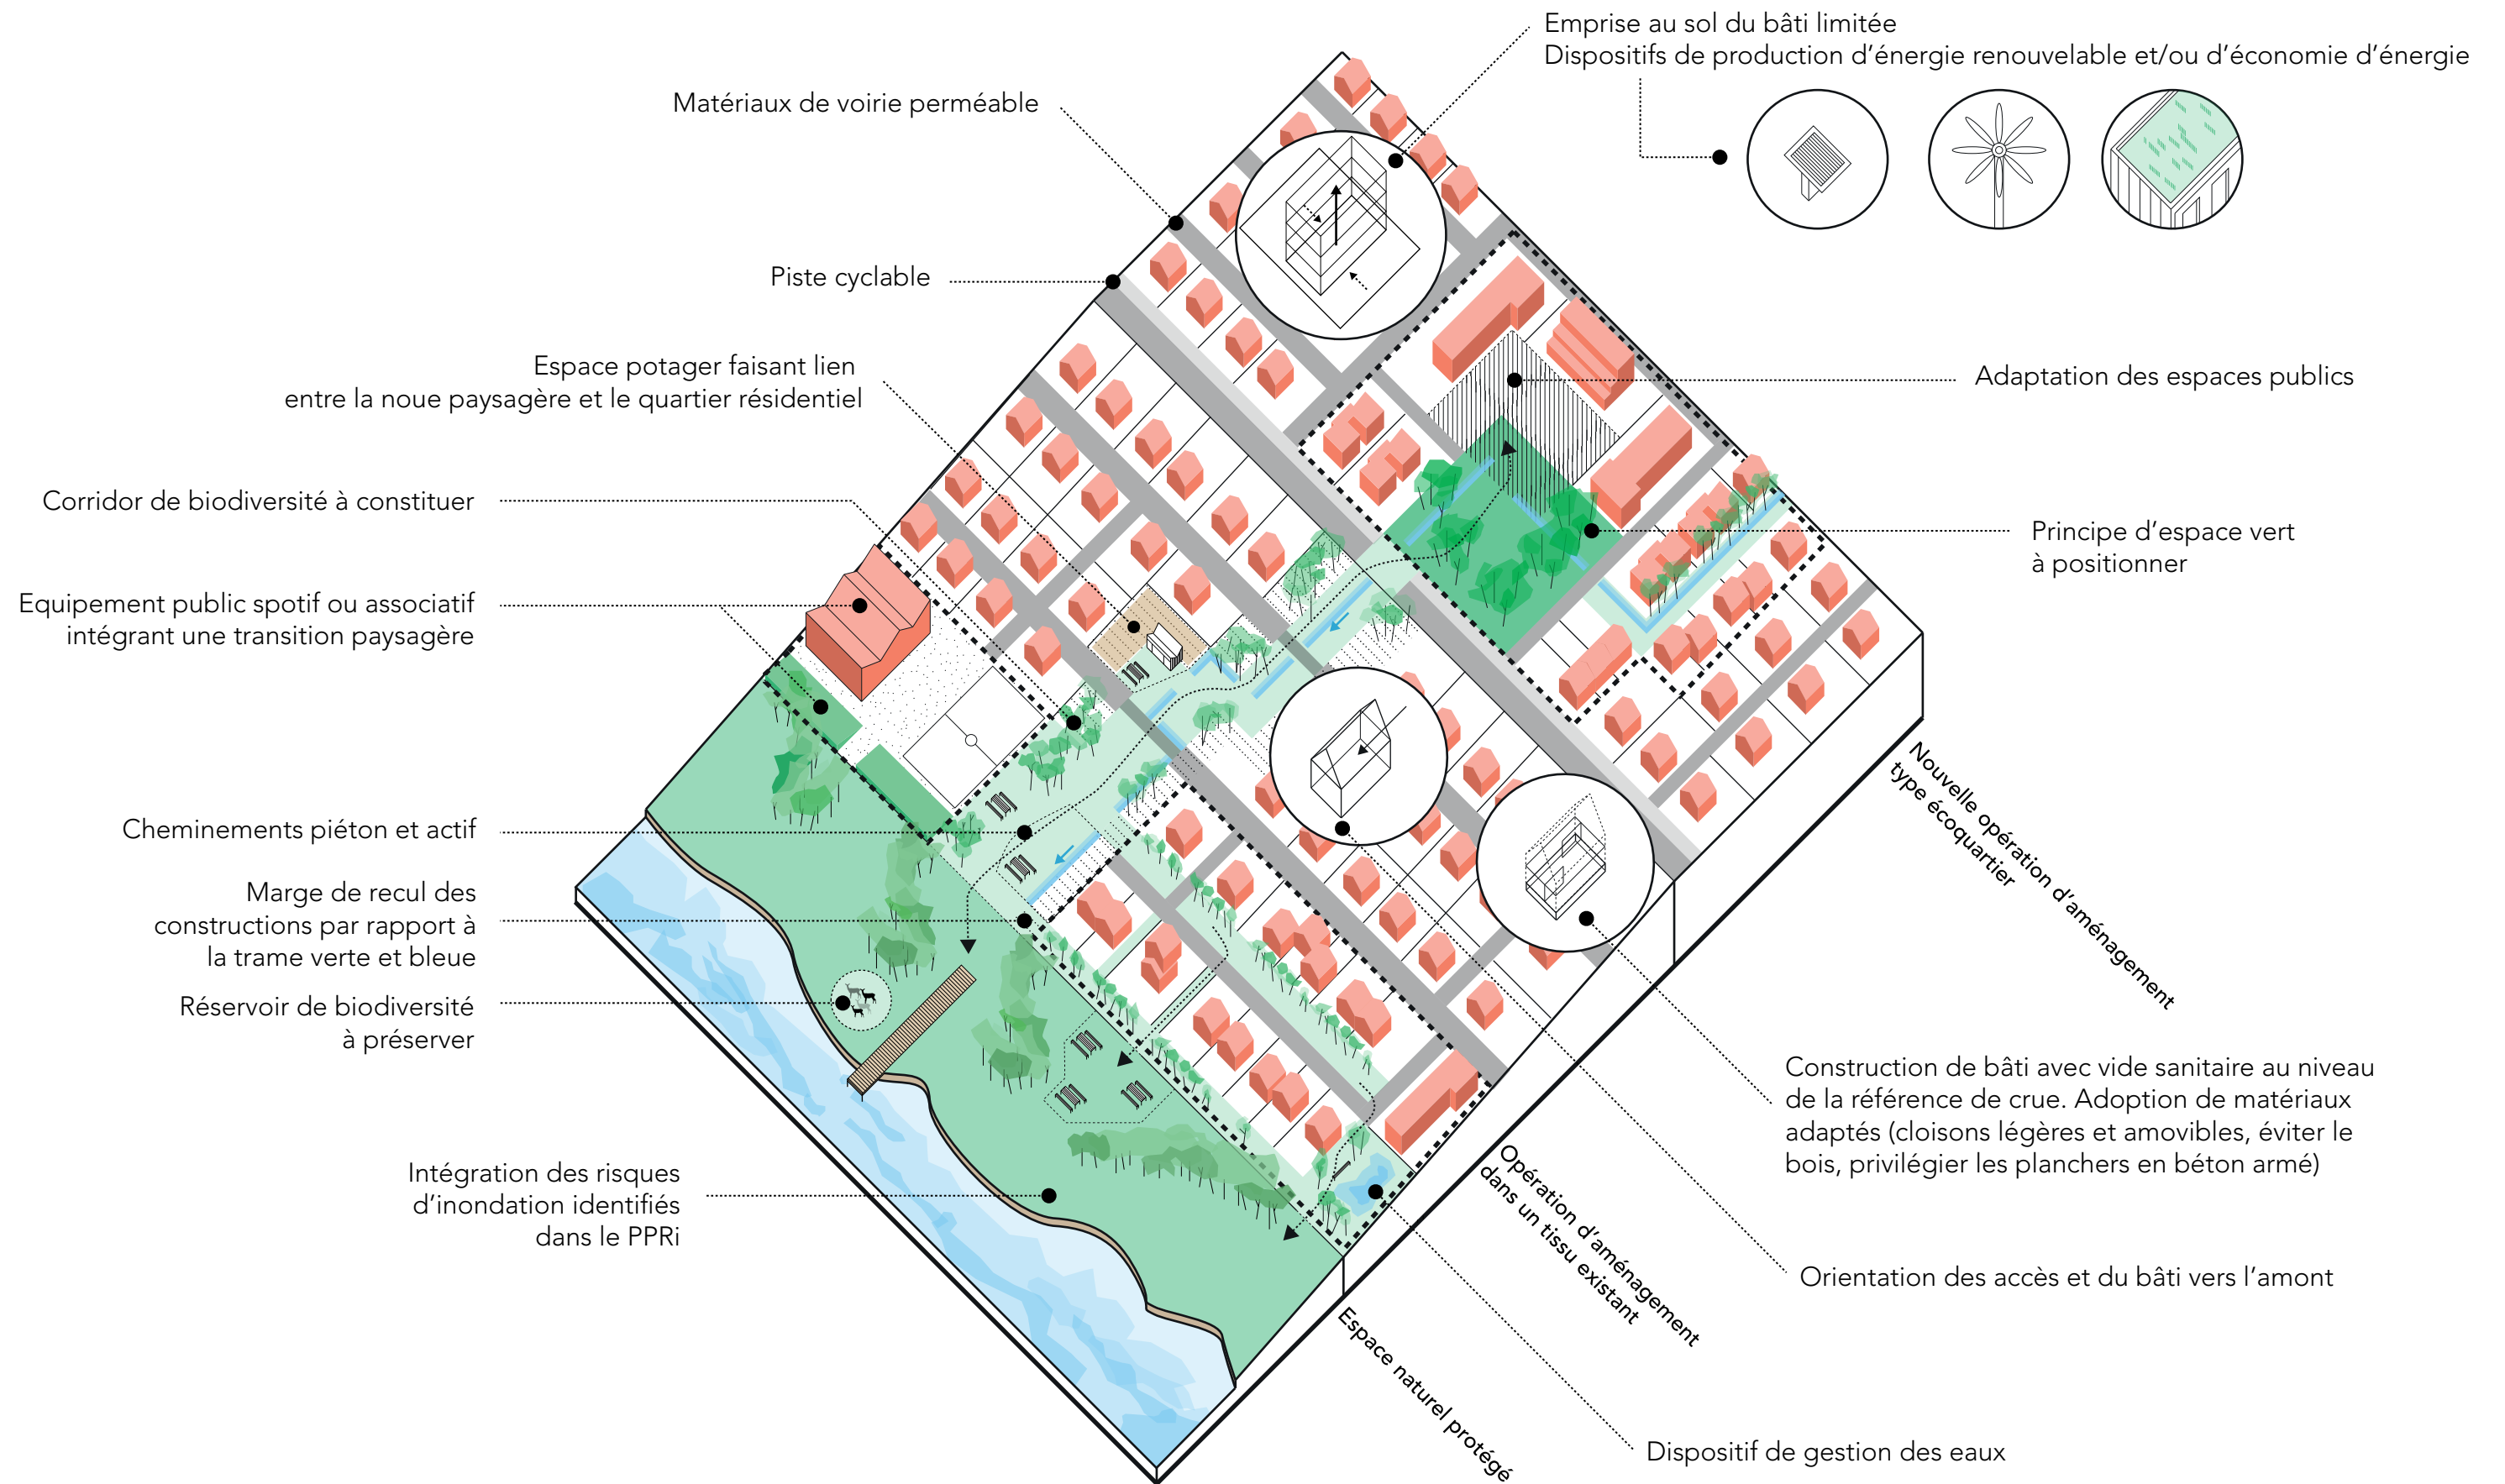 Emprise au sol du bâti limitée
Dispositifs de production d’énergie renouvelable et/ou d’économie d’énergie
Matériaux de voirie perméable
Piste cyclable
Espace potager faisant lien
entre la noue paysagère et le quartier résidentiel
Adaptation des espaces publics
Corridor de biodiversité à constituer
Principe d’espace vert
à positionner
Equipement public spotif ou associatif
intégrant une transition paysagère
Cheminements piéton et actif
Marge de recul des
constructions par rapport à
la trame verte et bleue
Réservoir de biodiversité
à préserver
Intégration des risques
d’inondation identifiés
dans le PPRi
Nouvelle opération d’aménagement
type écoquartier
Construction de bâti avec vide sanitaire au niveau
de la référence de crue. Adoption de matériaux
adaptés (cloisons légères et amovibles, éviter le
bois, privilégier les planchers en béton armé)
Opération d’aménagement
dans un tissu existant
Orientation des accès et du bâti vers l’amont
Espace naturel protégé
Dispositif de gestion des eaux